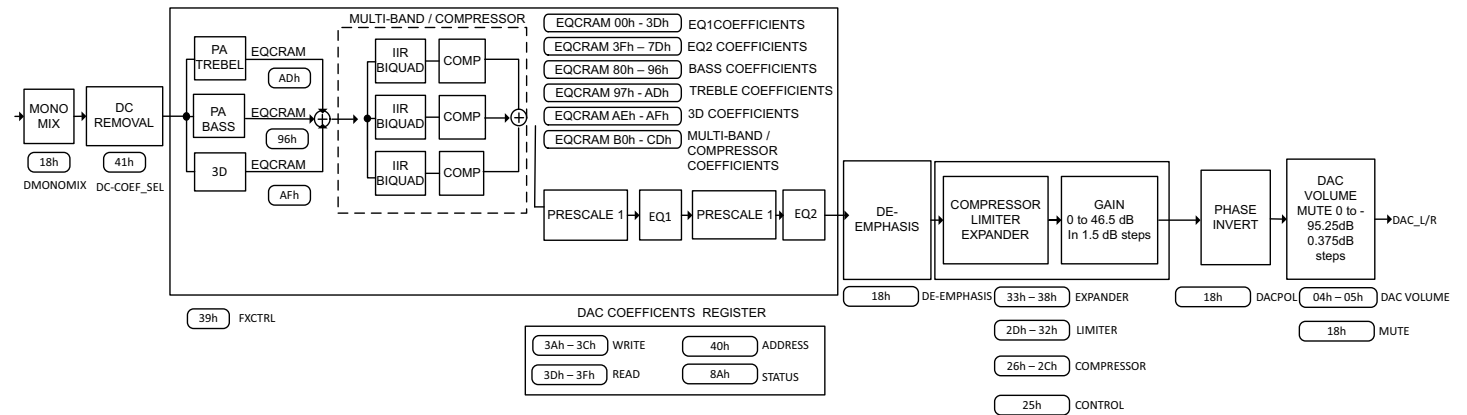 MULTI-BAND / COMPRESSOR
EQCRAM 00h - 3Dh EQ1COEFFICIENTS
EQCRAM 3Fh – 7Dh EQ2 COEFFICIENTS
EQCRAM 80h – 96h BASS COEFFICIENTS
EQCRAM 97h - ADh TREBLE COEFFICIENTS
EQCRAM AEh - AFh 3D COEFFICIENTS
EQCRAM B0h - CDh MULTI-BAND /
COMPRESSOR
COEFFICIENTS
MONO
MIX
18h
DMONOMIX
DC
REMOVAL
41h
DC-COEF_SEL
PA
TREBEL
EQCRAM
ADh
PA
BASS
EQCRAM
96h
3D
EQCRAM
AFh
IIR
BIQUAD
COMP
IIR
BIQUAD
COMP
IIR
BIQUAD
COMP
PRESCALE 1
EQ1
PRESCALE 1
EQ2
39h FXCTRL
DE-
EMPHASIS
18h DE-EMPHASIS
COMPRESSOR
LIMITER
EXPANDER
GAIN
0 to 46.5 dB
In 1.5 dB steps
33h – 38h EXPANDER
2Dh – 32h LIMITER
26h – 2Ch COMPRESSOR
25h CONTROL
PHASE
INVERT
18h DACPOL
DAC
VOLUME
MUTE 0 to -
95.25dB
0.375dB
steps
DAC_L/R
04h – 05h DAC VOLUME
18h MUTE
DAC COEFFICENTS REGISTER
3Ah – 3Ch WRITE
40h ADDRESS
3Dh – 3Fh READ
8Ah STATUS